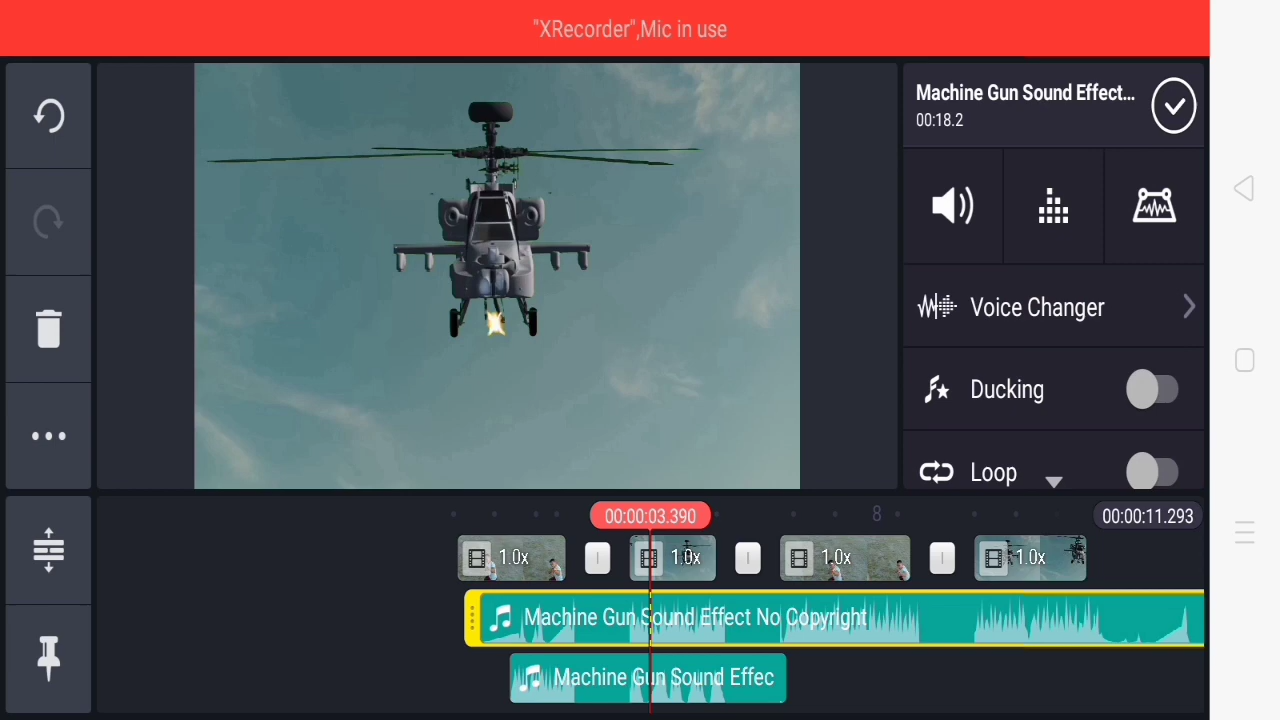 "XRecorder",Mic in use
Machine Gun Sound Effect...
00:18.2
Voice Changer
Ducking
Loop
00:00:03.390
8
00:00:11.293
1.0x
1.0x
1.0x
1.0x
Machine Gun Sound Effect No Copyright
Machine Gun Sound Effec